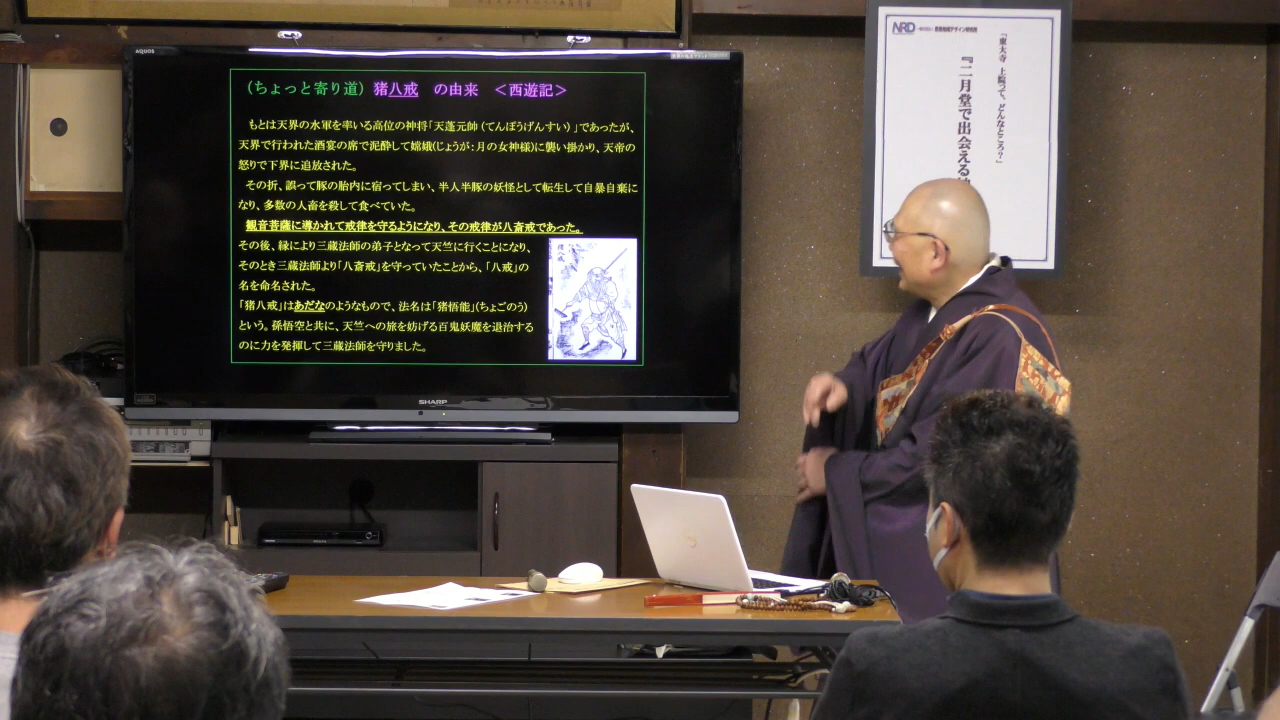 AQUOS
（ちょっと寄り道）猪八戒　の由来　＜西遊記＞
もとは天界の水軍を率いる高位の神将「天蓬元帥（てんぽうげんすい）」であったが、
天界で行われた酒宴の席で泥酔して嫦娥(じょうが：月の女神様)に襲い掛かり、天帝の
怒りで下界に追放された。
その折、誤って豚の胎内に宿ってしまい、半人半豚の妖怪として転生して自暴自棄に
なり、多数の人畜を殺して食べていた。
観音菩薩に導かれて戒律を守るようになり、その戒律が八斎戒であった。
その後、縁により三蔵法師の弟子となって天竺に行くことになり、
そのとき三蔵法師より「八斎戒」を守っていたことから、「八戒」の
名を命名された。
「猪八戒」はあだなのようなもので、法名は「猪悟能」(ちょごのう)
という。孫悟空と共に、天竺への旅を妨げる百鬼妖魔を退治する
のに力を発揮して三蔵法師を守りました。
猪八戒
SHARP
NRD
「東大寺　上院って、どんなところ？」
『二月堂で出会える